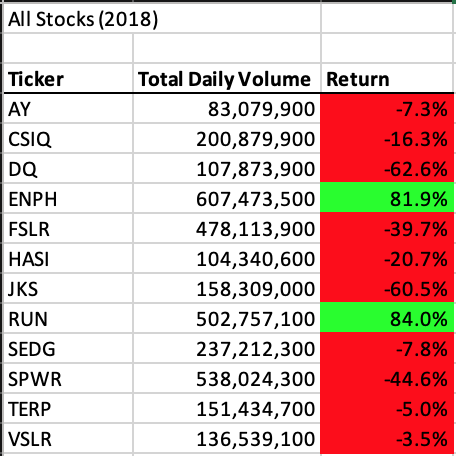 All Stocks (2018)
Ticker Total Daily Volume Return
AY 83,079,900 -7.3%
CSIQ 200,879,900 -16.3%
DQ 107,873,900 -62.6%
ENPH 607,473,500 81.9%
FSLR 478,113,900 -39.7%
HASI 104,340,600 -20.7%
JKS 158,309,000 -60.5%
RUN 502,757,100 84.0%
SEDG 237,212,300 -7.8%
SPWR 538,024,300 -44.6%
TERP 151,434,700 -5.0%
VSLR 136,539,100 -3.5%